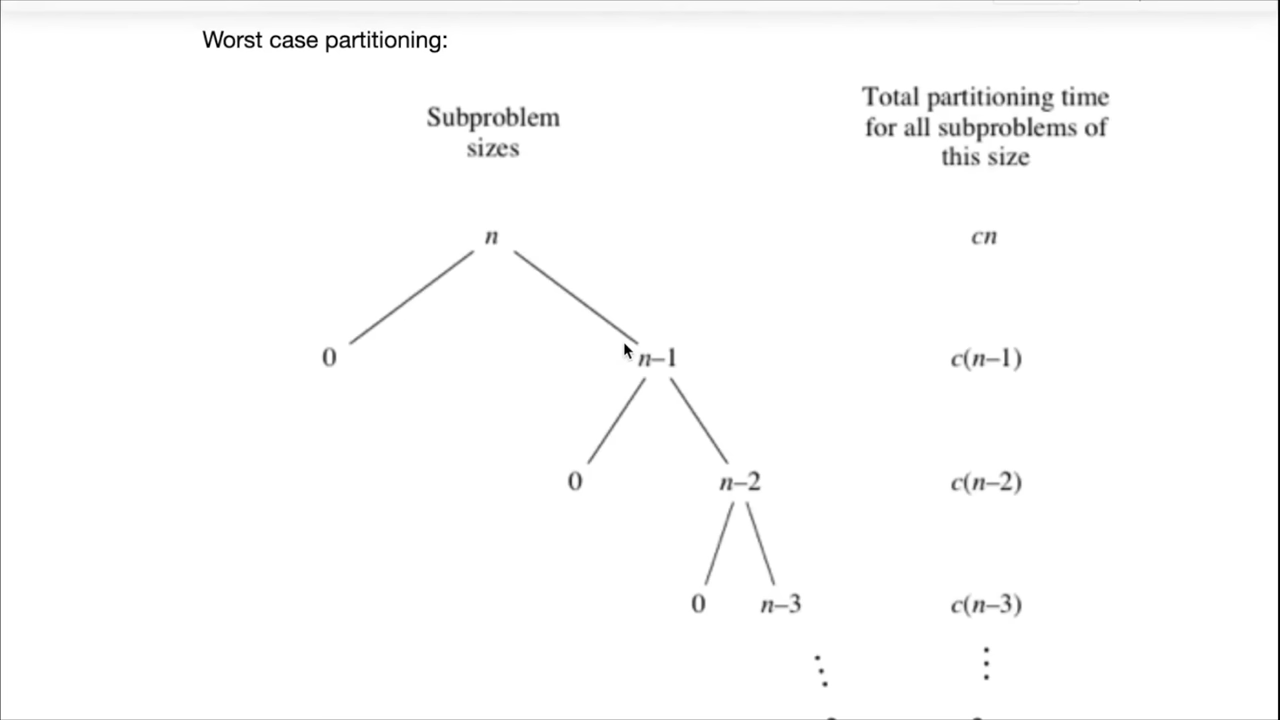 Worst case partitioning:
Subproblem
sizes
Total partitioning time
for all subproblems of
this size
n
cn
0
n–1
c(n–1)
0
n–2
c(n–2)
0
n–3
c(n–3)